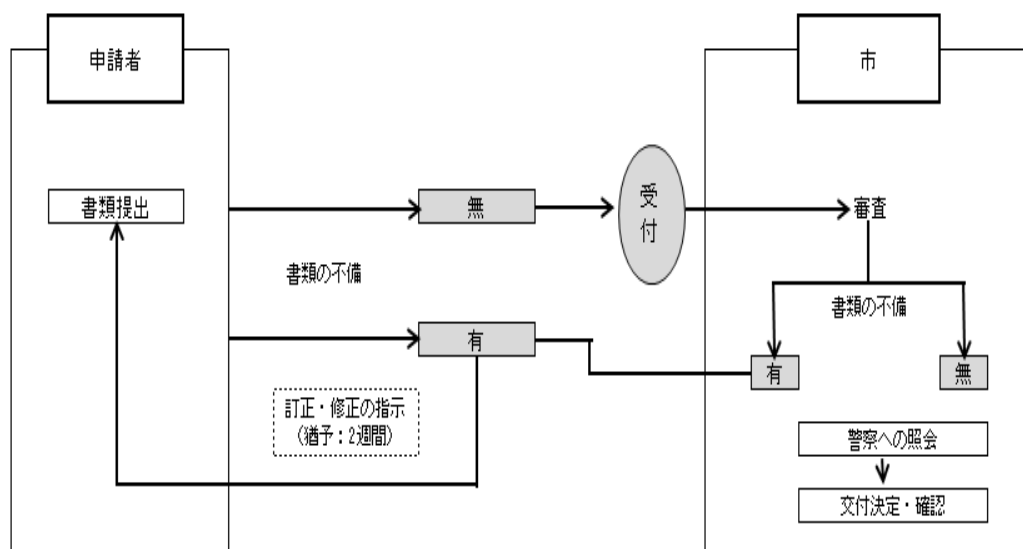 申請者
市
書類提出
無
受付
審査
書類の不備
書類の不備
有
有
無
訂正・修正の指示
(猶予：2週間)
警察への照会
交付決定・確認